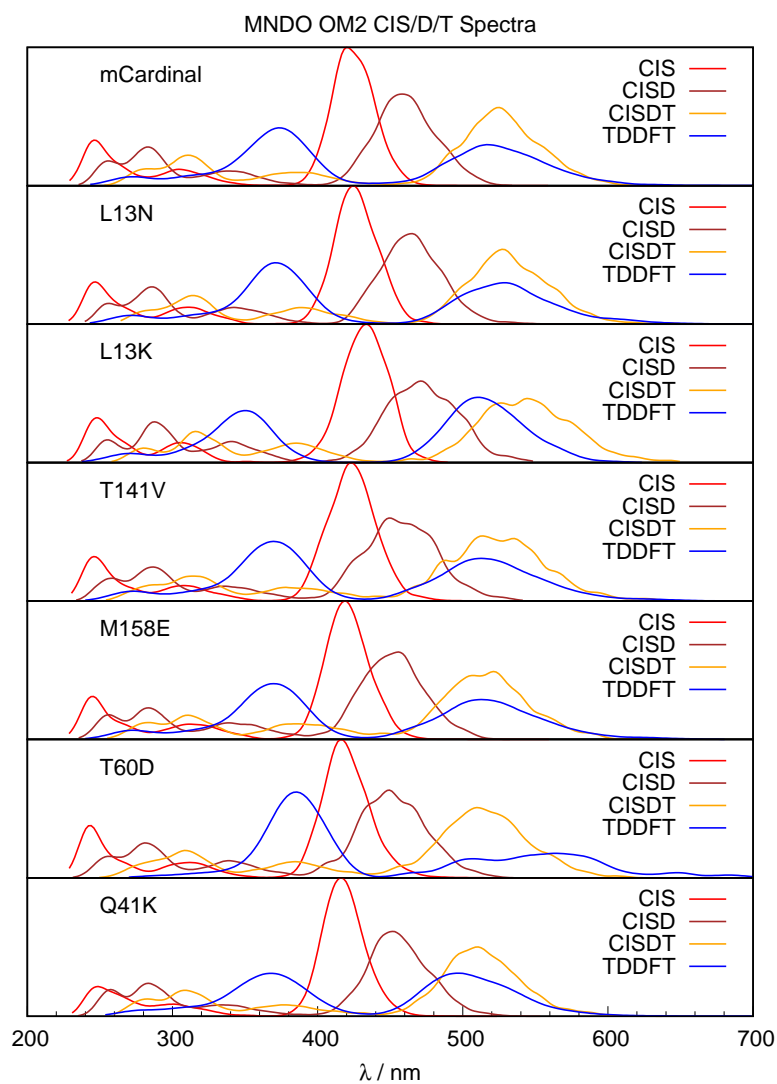 MNDO OM2 CIS/D/T Spectra
mCardinal
CIS
CISD
CISDT
TDDFT
L13N
CIS
CISD
CISDT
TDDFT
L13K
CIS
CISD
CISDT
TDDFT
T141V
CIS
CISD
CISDT
TDDFT
M158E
CIS
CISD
CISDT
TDDFT
T60D
CIS
CISD
CISDT
TDDFT
Q41K
CIS
CISD
CISDT
TDDFT
200 300 400 500 600 700
λ / nm